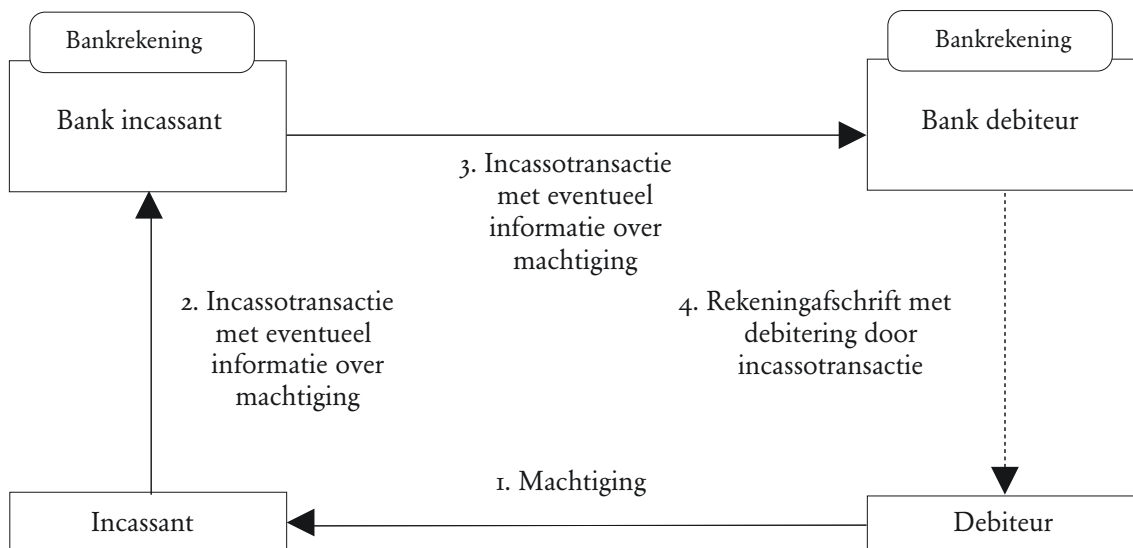 Bankrekening
Bankrekening
Bank incassant
Bank debiteur
3. Incassotransactie
met eventueel
informatie over
machtiging
2. Incassotransactie
met eventueel
informatie over
machtiging
4. Rekeningafschrift met
debitering door
incassotransactie
1. Machtiging
Incassant
Debiteur